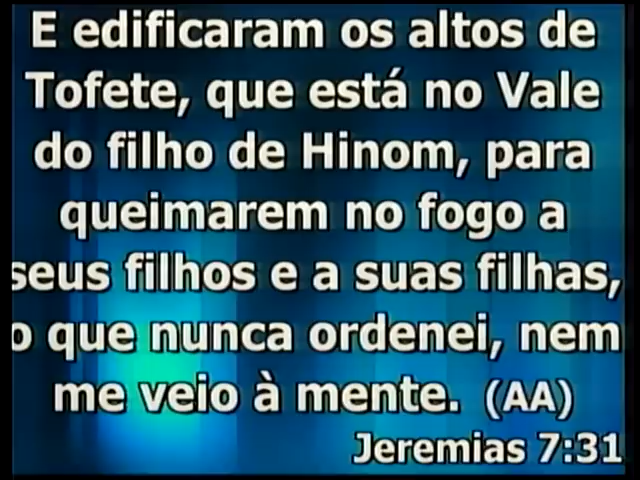 E edificaram os altos de
Tofete, que está no Vale
do filho de Hinom, para
queimarem no fogo a
seus filhos e a suas filhas,
o que nunca ordenei, nem
me veio à mente. (AA)
Jeremias 7:31